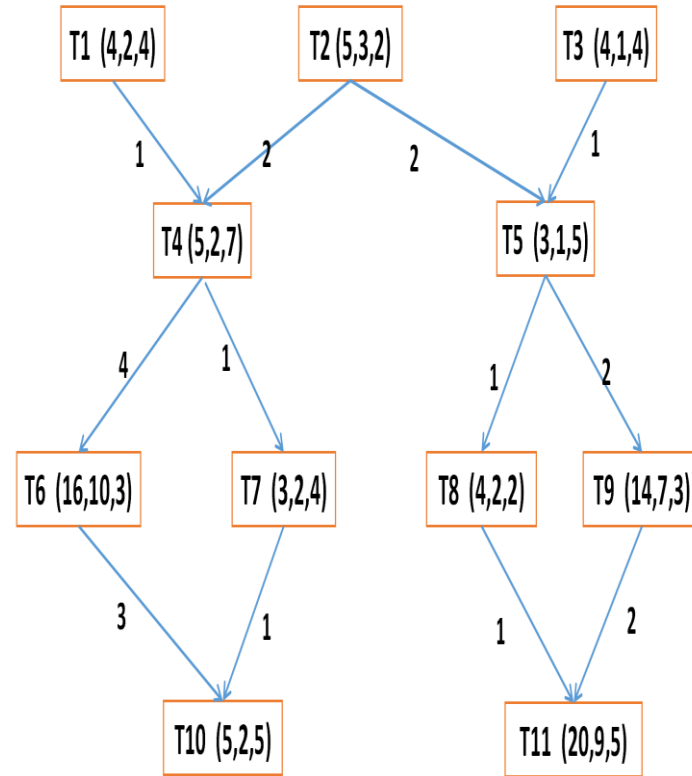 T1 (4,2,4)
T2 (5,3,2)
T3 (4,1,4)
1
2
2
1
T4 (5,2,7)
T5 (3,1,5)
4
1
1
2
T6 (16,10,3)
T7 (3,2,4)
T8 (4,2,2)
T9 (14,7,3)
3
1
1
2
T10 (5,2,5)
T11 (20,9,5)